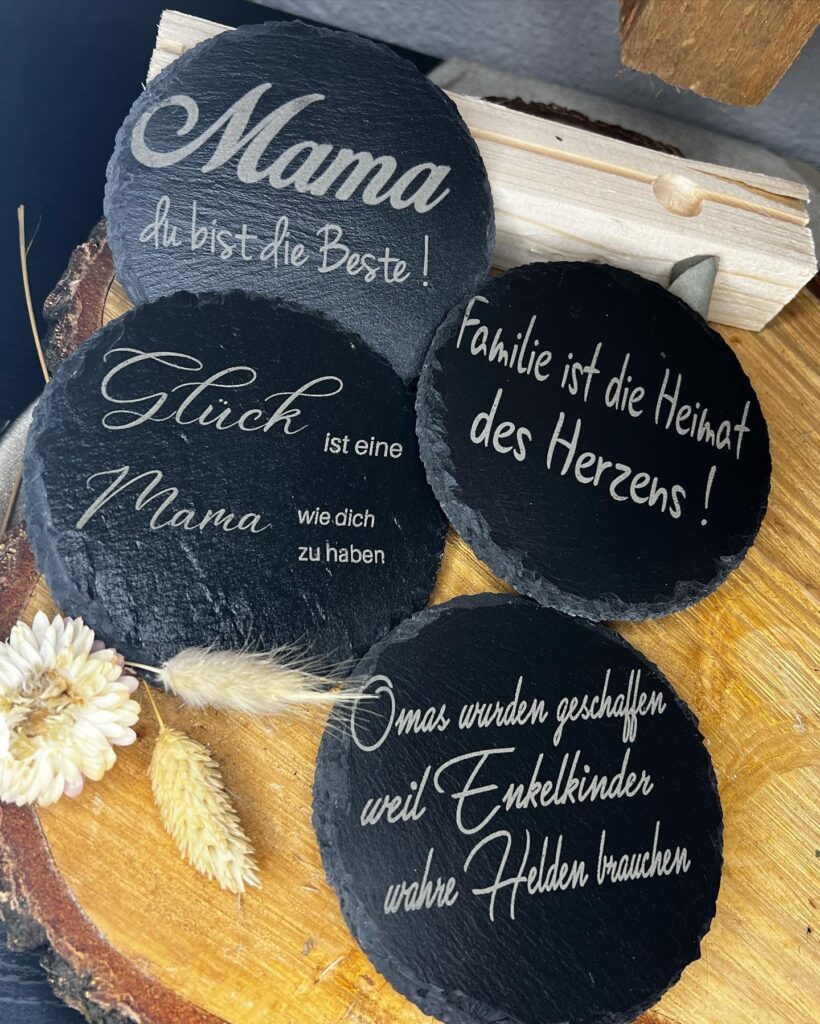 Mama
du bist die Beste !
Glück
ist eine
Mama
wie dich
zu haben
Familie ist die Heimat
des Herzens !
Omas wurden geschaffen
weil Enkelkinder
wahre Helden brauchen